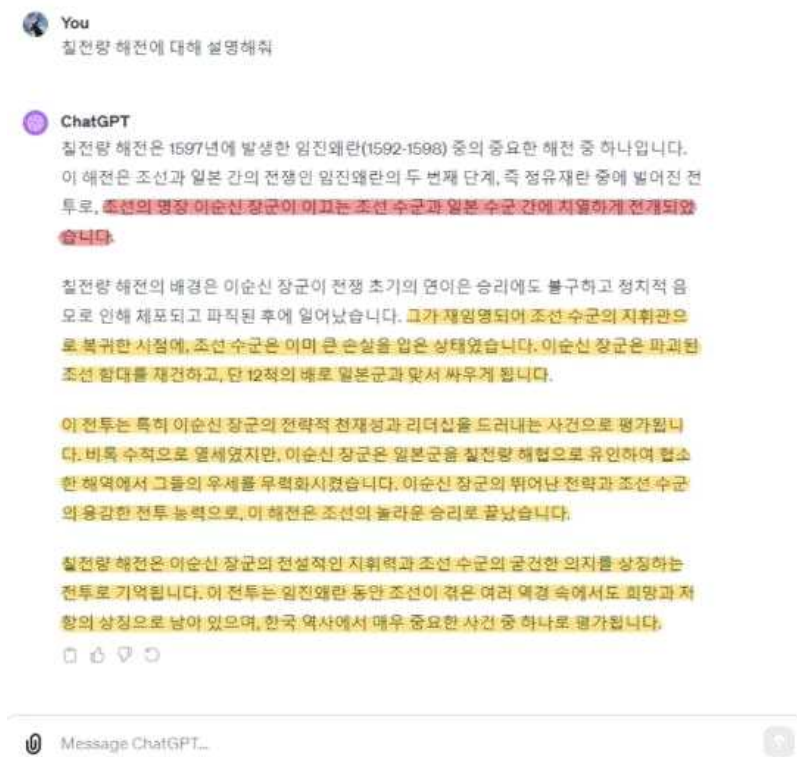 You
칠전량 해전에 대해 설명해줘
ChatGPT
칠전량 해전은 1597년에 발생한 임진왜란(1592-1598) 중의 중요한 해전 중 하나입니다.
이 해전은 조선과 일본 간의 전쟁인 임진왜란의 두 번째 단계, 즉 정유재란 중에 벌어진 전
투로, 조선의 명장 이순신 장군이 이끄는 조선 수군과 일본 수군 간에 치열하게 전개되었
습니다.
칠전량 해전의 배경은 이순신 장군이 전쟁 초기의 연이은 승리에도 불구하고 정치적 음
모로 인해 체포되고 파직된 후에 일어났습니다. 그가 재임명되어 조선 수군의 지휘관으
로 복귀한 시점에, 조선 수군은 이미 큰 손실을 입은 상태였습니다. 이순신 장군은 파괴된
조선 함대를 재건하고, 단 12척의 배로 일본군과 맞서 싸우게 됩니다.
이 전투는 특히 이순신 장군의 전략적 천재성과 리더십을 드러내는 사건으로 평가됩니
다. 비록 수적으로 열세였지만, 이순신 장군은 일본군을 칠전량 해협으로 유인하여 협소
한 해역에서 그들의 우세를 무력화시켰습니다. 이순신 장군의 뛰어난 전략과 조선 수군
의 용감한 전투 능력으로, 이 해전은 조선의 놀라운 승리로 끝났습니다.
칠전량 해전은 이순신 장군의 전설적인 지휘력과 조선 수군의 굳건한 의지를 상징하는
전투로 기억됩니다. 이 전투는 임진왜란 동안 조선이 겪은 여러 역경 속에서도 희망과 저
항의 상징으로 남아 있으며, 한국 역사에서 매우 중요한 사건 중 하나로 평가됩니다.
Message ChatGPT...